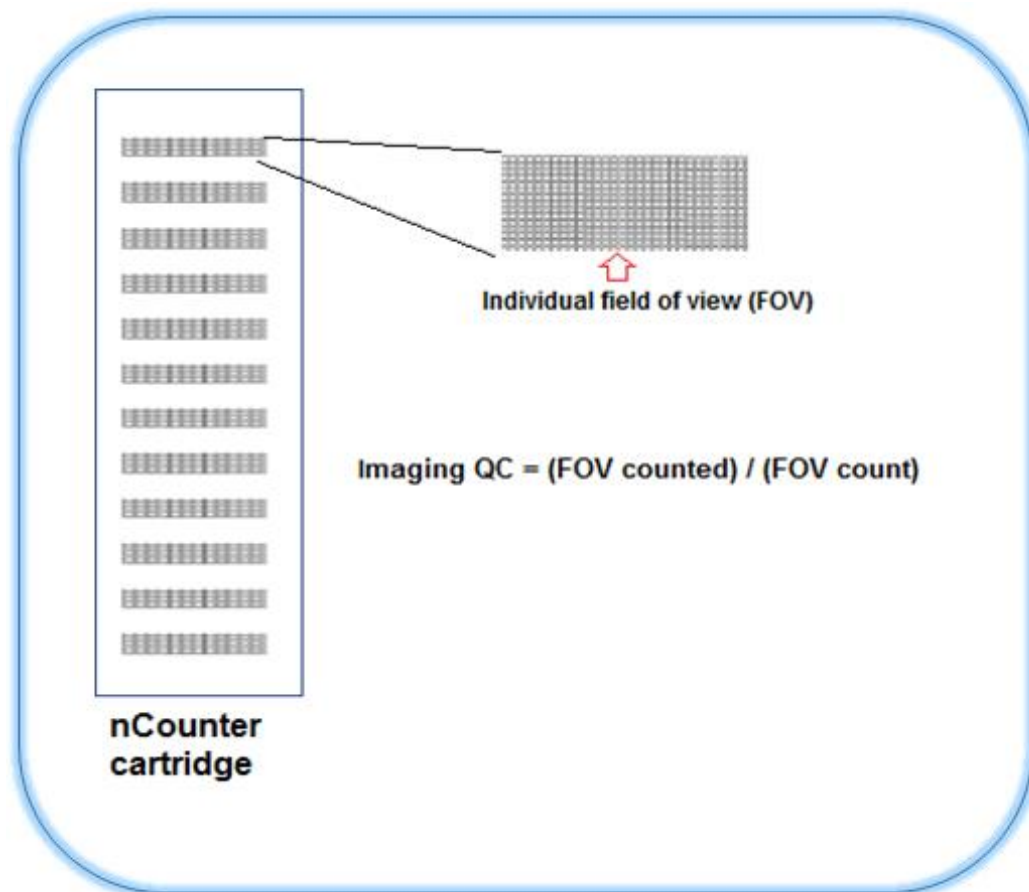 Individual field of view (FOV)
Imaging QC = (FOV counted) / (FOV count)
nCounter
cartridge